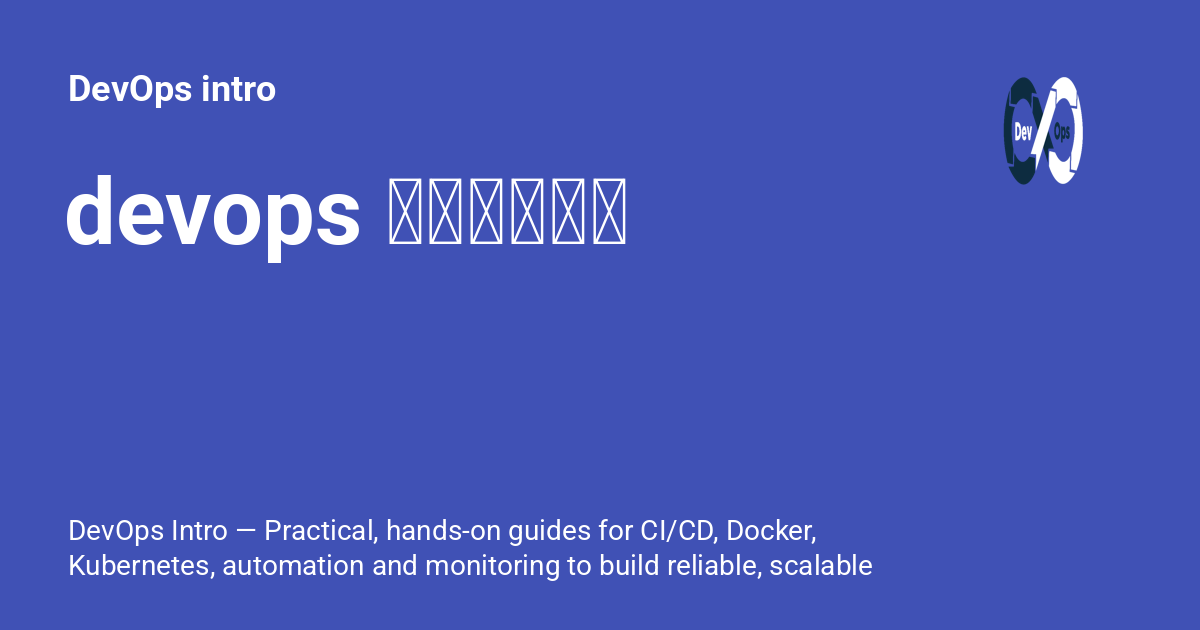 DevOps intro
Dev Ops
devops
DevOps Intro — Practical, hands-on guides for CI/CD, Docker,
Kubernetes, automation and monitoring to build reliable, scalable